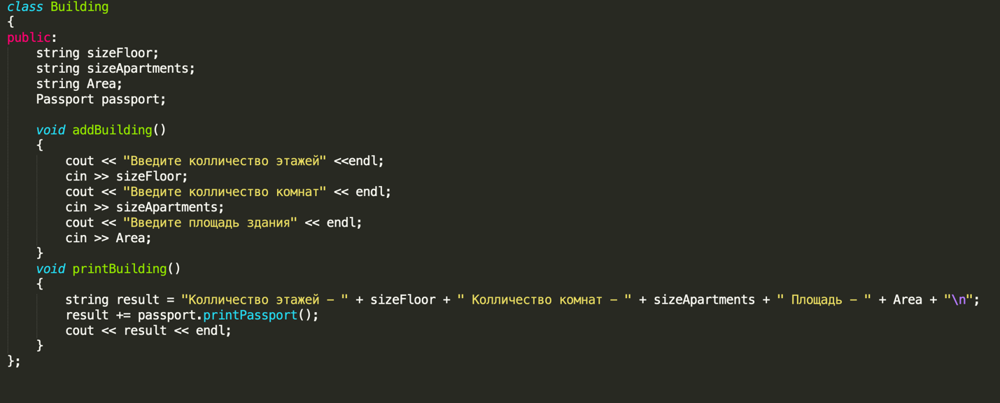 class Building
{
public:
    string sizeFloor;
    string sizeApartments;
    string Area;
    Passport passport;

    void addBuilding()
    {
        cout << "Введите колличество этажей" <<endl;
        cin >> sizeFloor;
        cout << "Введите колличество комнат" << endl;
        cin >> sizeApartments;
        cout << "Введите площадь здания" << endl;
        cin >> Area;
    }
    void printBuilding()
    {
        string result = "Колличество этажей – " + sizeFloor + " Колличество комнат – " + sizeApartments + " Площадь – " + Area + "\n";
        result += passport.printPassport();
        cout << result << endl;
    }
};